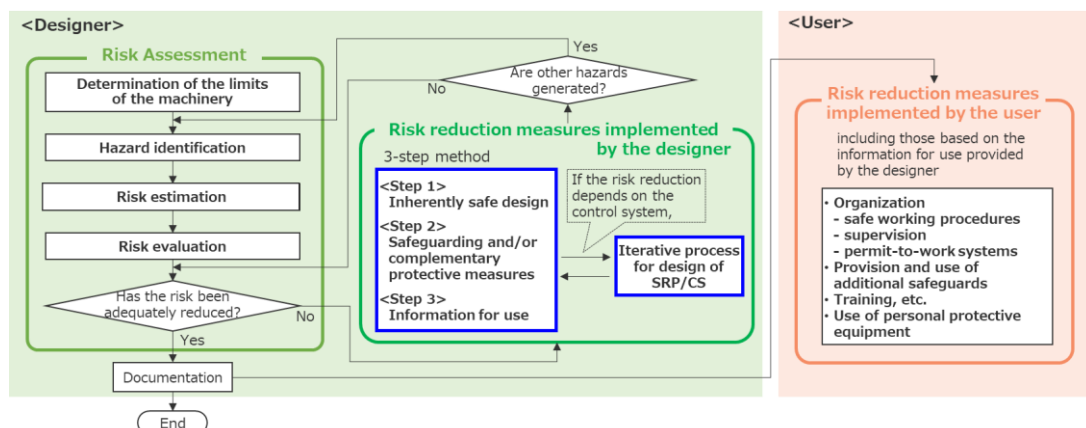 <Designer>
Risk Assessment
Determination of the limits
of the machinery
Hazard identification
Risk estimation
Risk evaluation
Has the risk been
adequately reduced?
Yes
No
Documentation
End
Yes
Are other hazards
generated?
No
Risk reduction measures implemented
by the designer
3-step method
<Step 1>
Inherently safe design
<Step 2>
Safeguarding and/or
complementary
protective measures
<Step 3>
Information for use
If the risk reduction
depends on the
control system,
Iterative process
for design of
SRP/CS
<User>
Risk reduction measures
implemented by the user
including those based on the
information for use provided
by the designer
・Organization
- safe working procedures
- supervision
- permit-to-work systems
・Provision and use of
additional safeguards
・Training, etc.
・Use of personal protective
equipment